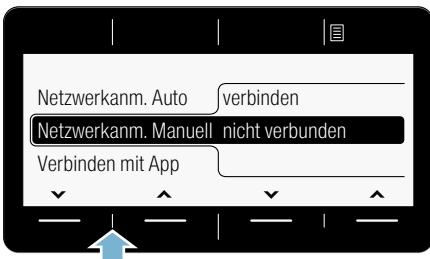 Netzwerkanm. Auto verbinden
Netzwerkanm. Manuell nicht verbunden
Verbinden mit App